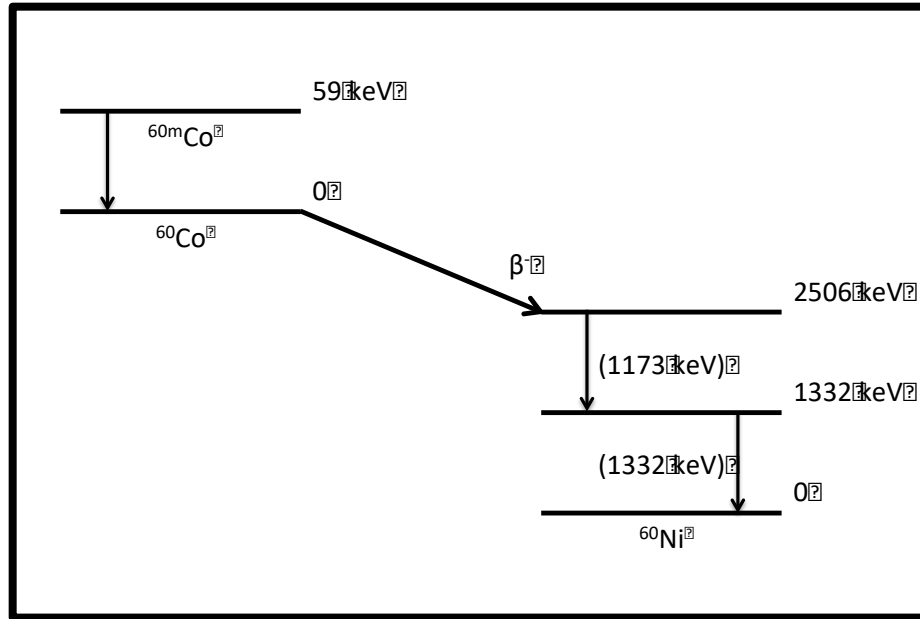 59 keV
60mCo
0
60Co
β-
2506 keV
(1173 keV)
1332 keV
(1332 keV)
0
60Ni